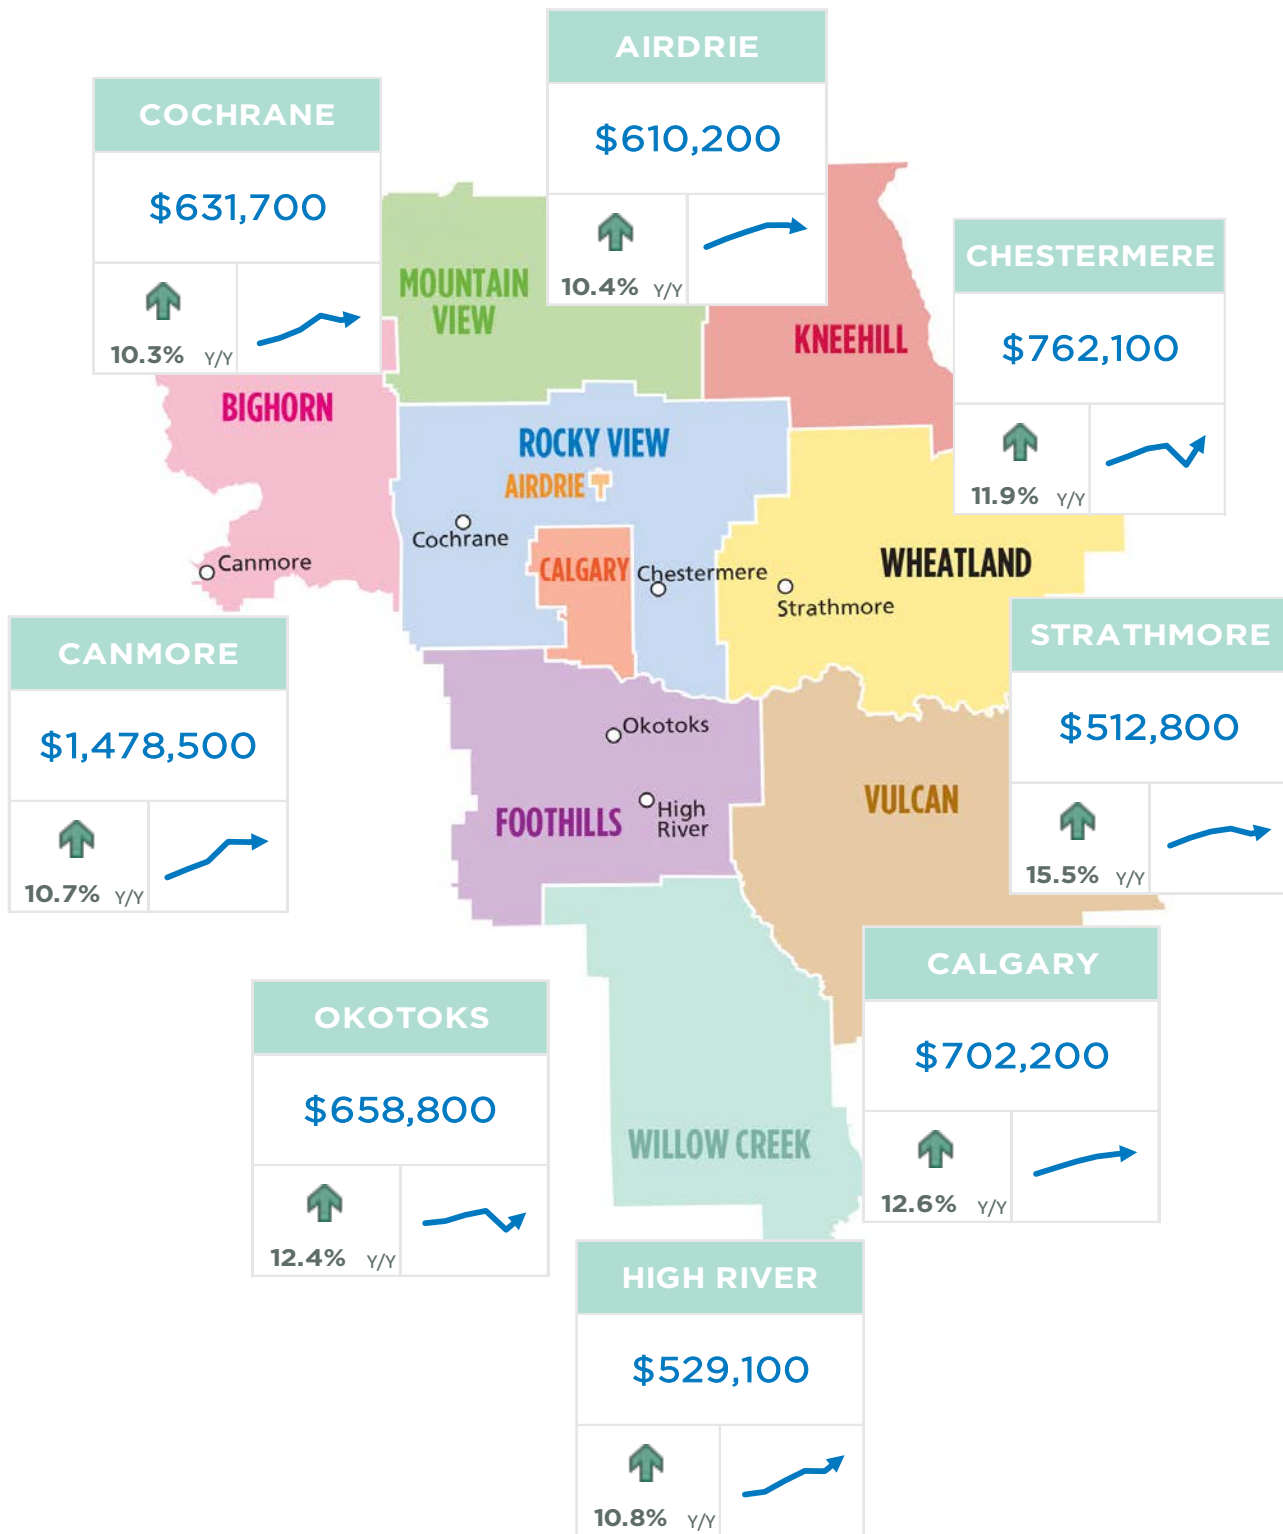 AIRDRIE
$610,200
10.4% Y/Y
COCHRANE
$631,700
10.3% Y/Y
CHESTERMERE
$762,100
11.9% Y/Y
MOUNTAIN
VIEW
KNEEHILL
BIGHORN
ROCKY VIEW
AIRDRIE
Cochrane
Canmore
CALGARY
Chestermere
WHEATLAND
Strathmore
CANMORE
$1,478,500
10.7% Y/Y
STRATHMORE
$512,800
15.5% Y/Y
Okotoks
High
River
FOOTHILLS
VULCAN
CALGARY
$702,200
12.6% Y/Y
OKOTOKS
$658,800
12.4% Y/Y
WILLOW CREEK
HIGH RIVER
$529,100
10.8% Y/Y